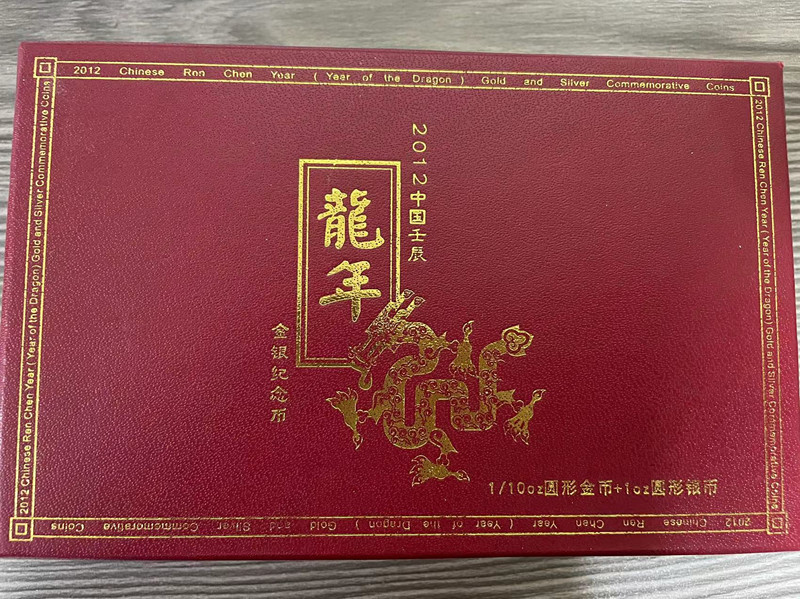 2012 Chinese Ren Chen Year ( Year of the Dragon ) Gold and Silver Commemorative Coins
2012中国壬辰
龍年
金银纪念币
1/10oz圆形金币+1oz圆形银币
2012 Chinese Ren Chen Year ( Year of the Dragon) Gold and Silver Commemorative Coins
2012 Chinese Ren Chen Year ( Year of the Dragon) Gold and Silver Commemorative Coins
2012 Chinese Ren Chen Year ( Year of the Dragon ) Gold and Silver Commemorative Coins